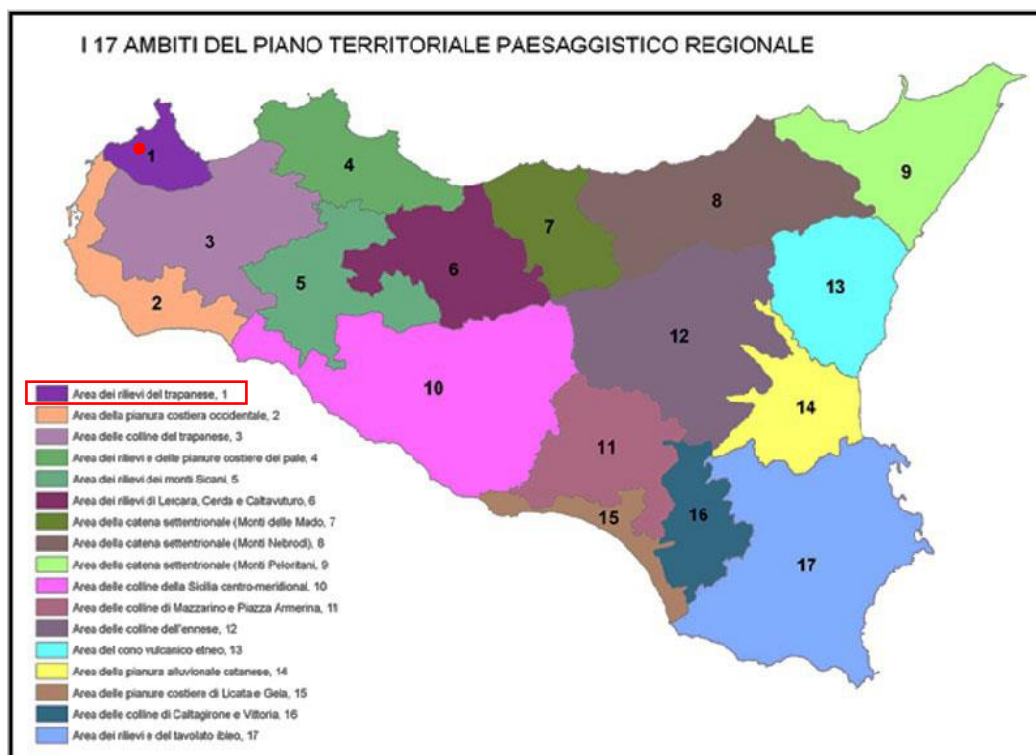 I 17 AMBITI DEL PIANO TERRITORIALE PAESAGGISTICO REGIONALE
1
2
3
4
5
6
7
8
9
10
11
12
13
14
15
16
17
Area dei rilievi del trapanese, 1
Area della pianura costiera occidentale, 2
Area delle colline del trapanese, 3
Area dei rilievi e delle pianure costiere del pale, 4
Area dei rilievi dei monti Sicani, 5
Area dei rilievi di Lercara, Cerda e Caltavuturo, 6
Area della catena settentrionale (Monti delle Mado, 7
Area della catena settentrionale (Monti Nebrodi), 8
Area della catena settentrionale (Monti Peloritani), 9
Area delle colline della Sicilia centro-meridional, 10
Area delle colline di Mazzarino e Piazza Armerina, 11
Area delle colline dell'ennese, 12
Area del cono vulcanico etneo, 13
Area della pianura alluvionale catanese, 14
Area delle pianure costiere di Licata e Gela, 15
Area delle colline di Caltagirone e Vittoria, 16
Area dei rilievi e del tavolato ibleo, 17